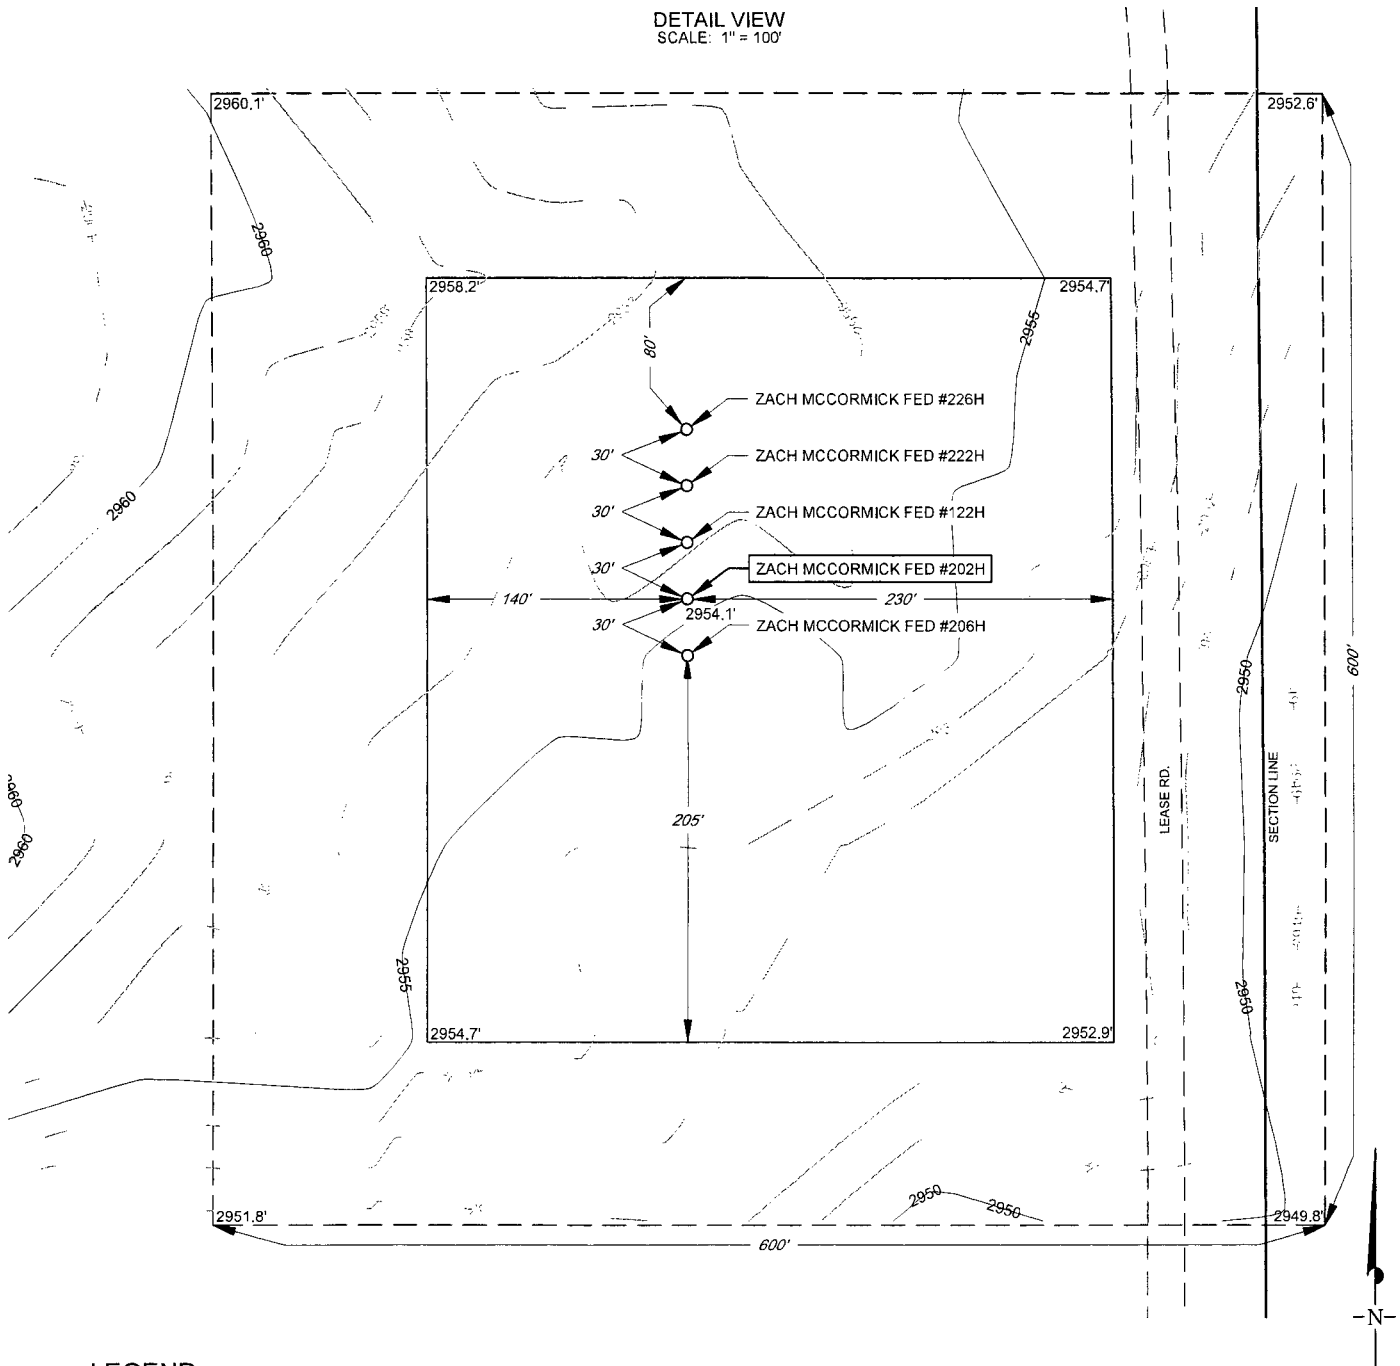 DETAIL VIEW
SCALE: 1" = 100'
2960.1'
2952.6'
2960
2958.2'
2954.7'
2955
80'
ZACH MCCORMICK FED #226H
30'
ZACH MCCORMICK FED #222H
2960
30'
ZACH MCCORMICK FED #122H
30'
ZACH MCCORMICK FED #202H
140'
230'
2954.1'
30'
ZACH MCCORMICK FED #206H
600'
2950
2960
205'
LEASE RD.
SECTION LINE
2960
2955
2950
2954.7'
2952.9'
2950
2950
2951.8'
2949.8'
600'
-N-
LEGEND